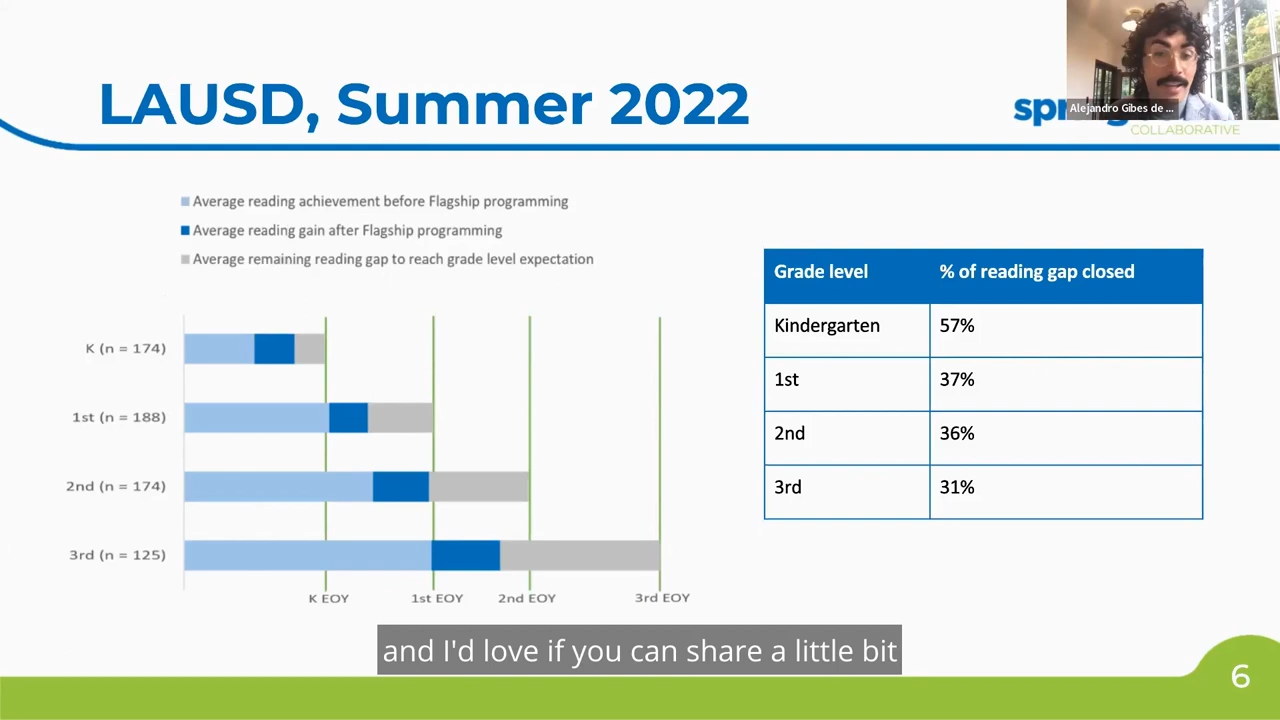 LAUSD, Summer 2022
Alejandro Gibes de ...
COLLABORATIVE
Average reading achievement before Flagship programming
Average reading gain after Flagship programming
Average remaining reading gap to reach grade level expectation
K (n = 174)
1st (n = 188)
2nd (n = 174)
3rd (n = 125)
K EOY 1st EOY 2nd EOY 3rd EOY
Grade level % of reading gap closed
Kindergarten 57%
1st 37%
2nd 36%
3rd 31%
and I'd love if you can share a little bit
6